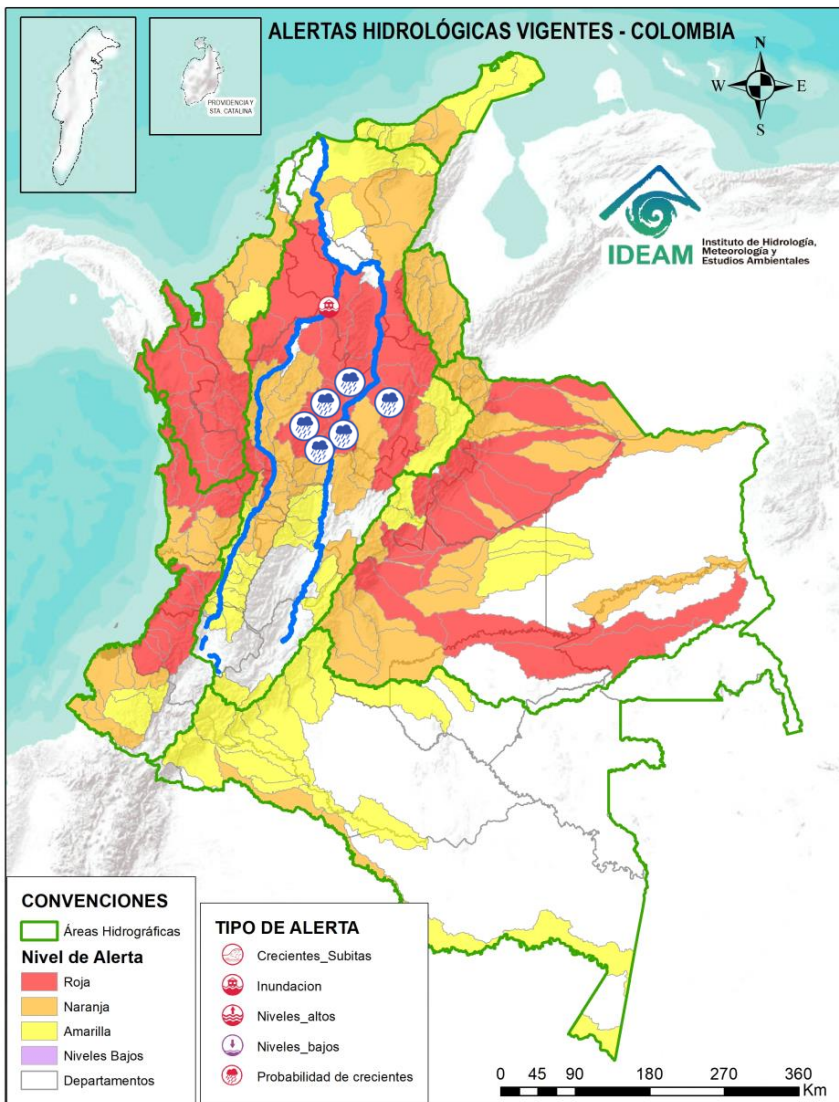 ALERTAS HIDROLÓGICAS VIGENTES - COLOMBIA
PROVIDENCIA Y
STA. CATALINA
N
W
E
S
IDEAM
Instituto de Hidrología,
Meteorología y
Estudios Ambientales
CONVENCIONES
Áreas Hidrográficas
Nivel de Alerta
Roja
Naranja
Amarilla
Niveles Bajos
Departamentos
TIPO DE ALERTA
Crecientes_Subitas
Inundacion
Niveles_altos
Niveles_bajos
Probabilidad de crecientes
0 45 90 180 270 360
Km